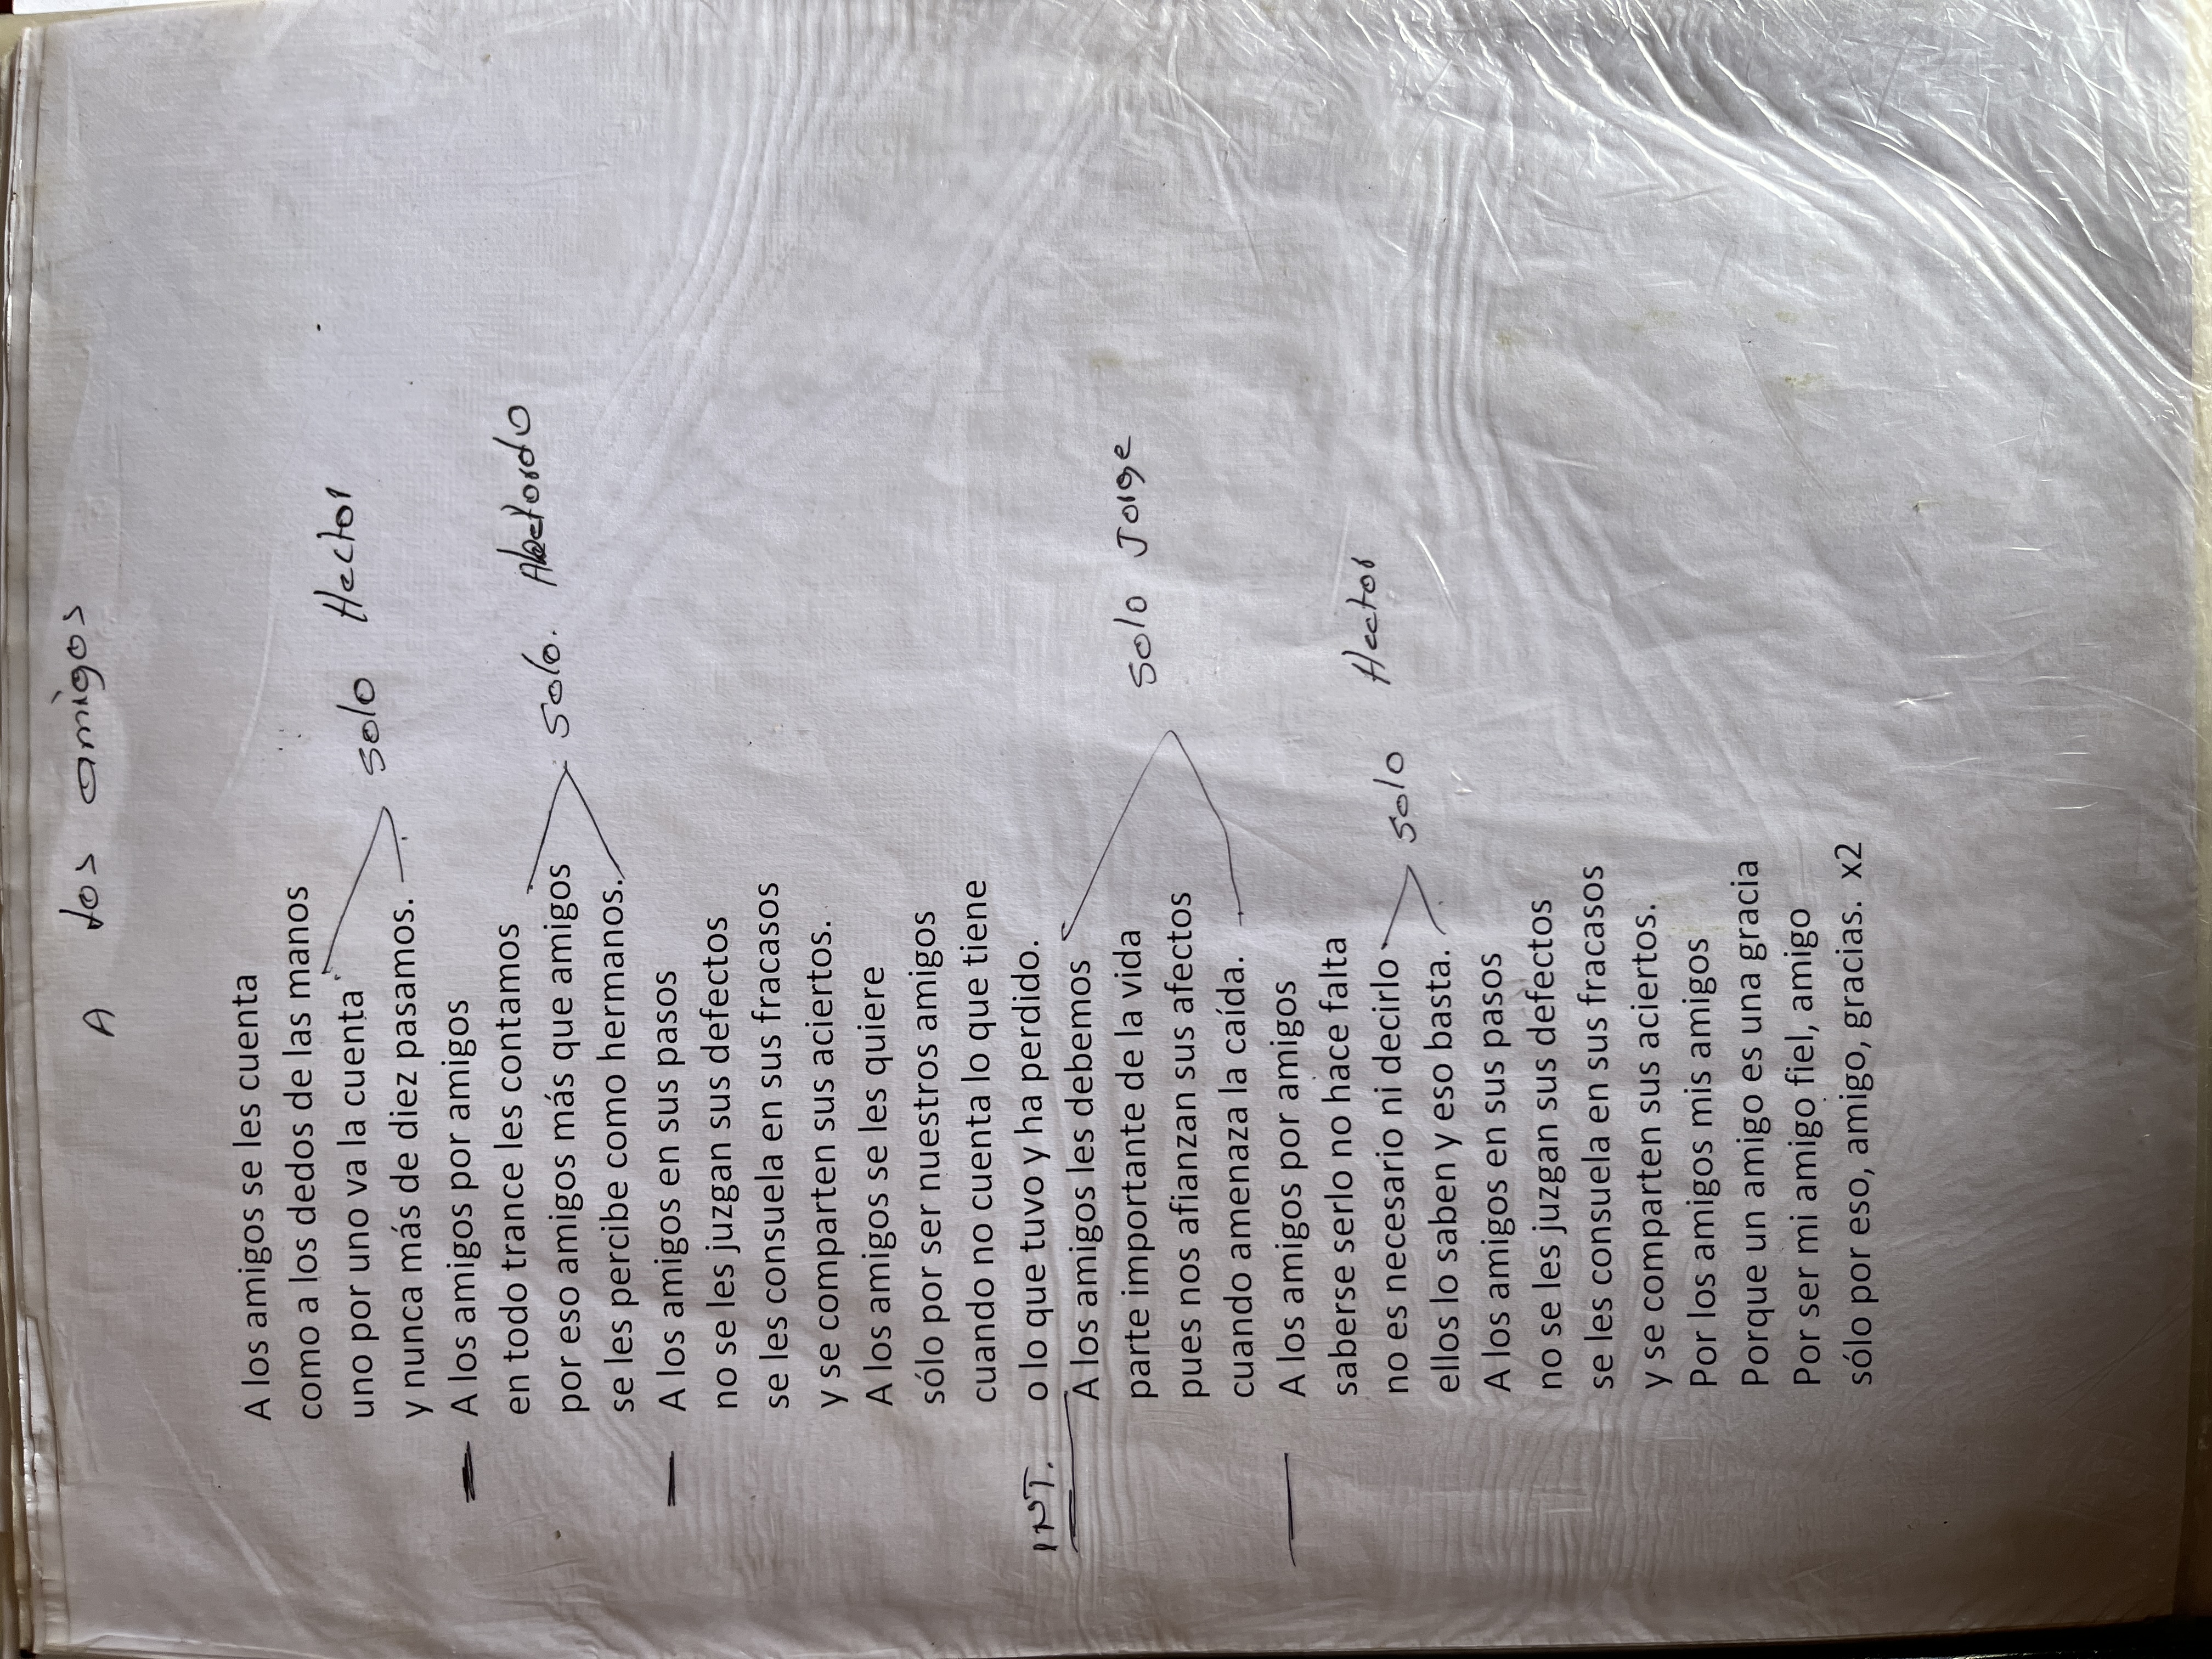 A los amigos
A los amigos se les cuenta
como a los dedos de las manos
uno por uno va la cuenta
y nunca más de diez pasamos.
solo Hector
A los amigos por amigos
en todo trance les contamos
por eso amigos más que amigos
se les percibe como hermanos.
solo.
A los amigos en sus pasos
no se les juzgan sus defectos
se les consuela en sus fracasos
y se comparten sus aciertos.
A los amigos se les quiere
sólo por ser nuestros amigos
cuando no cuenta lo que tiene
INT. o lo que tuvo y ha perdido.
A los amigos les debemos
parte importante de la vida
pues nos afianzan sus afectos
cuando amenaza la caída.
solo Jorge
A los amigos por amigos
saberse serlo no hace falta
no es necesario ni decirlo
ellos lo saben y eso basta.
solo Hector
A los amigos en sus pasos
no se les juzgan sus defectos
se les consuela en sus fracasos
y se comparten sus aciertos.
Por los amigos mis amigos
Porque un amigo es una gracia
Por ser mi amigo fiel, amigo
sólo por eso, amigo, gracias. x2